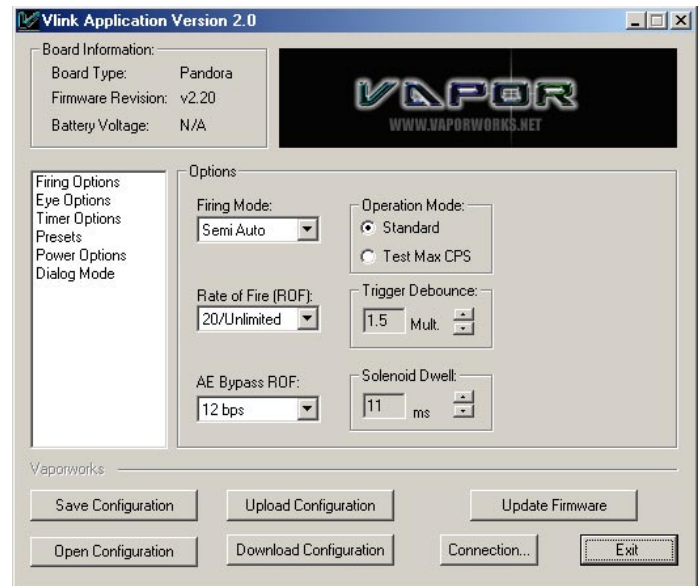 Vlink Application Version 2.0
Board Information:
Board Type: Pandora
Firmware Revision: v2.20
Battery Voltage: N/A
VAPOR
WWW.VAPORWORKS.NET
Firing Options
Eye Options
Timer Options
Presets
Power Options
Dialog Mode
Options
Firing Mode:
Semi Auto
Operation Mode:
Standard
Test Max CPS
Rate of Fire (ROF):
20/Unlimited
Trigger Debounce:
1.5 Mult.
AE Bypass ROF:
12 bps
Solenoid Dwell:
11 ms
Vaporworks
Save Configuration
Upload Configuration
Update Firmware
Open Configuration
Download Configuration
Connection...
Exit